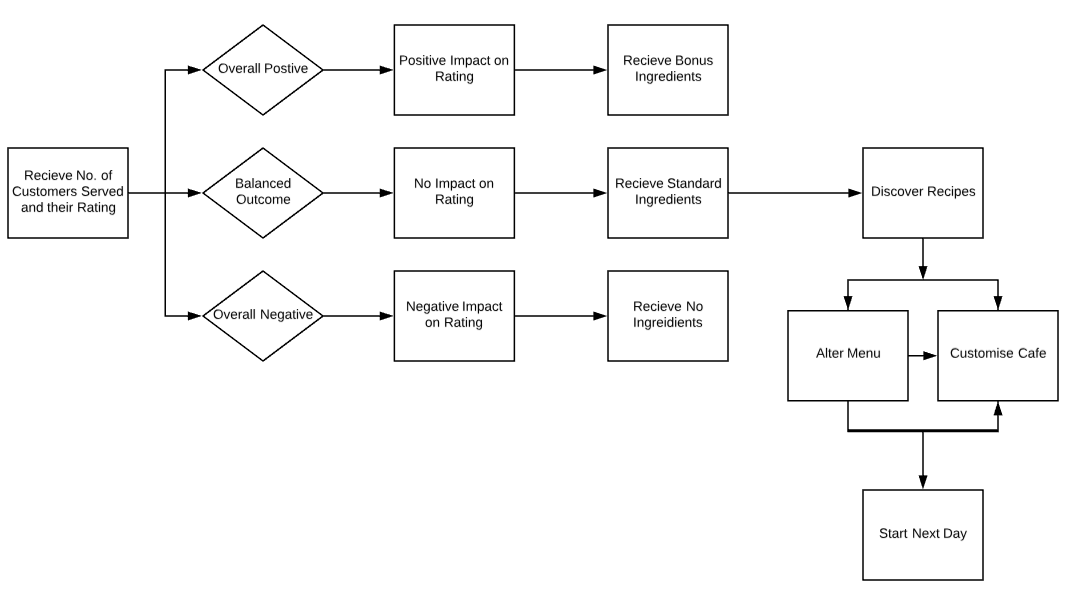 Overall Postive
Positive Impact on
Rating
Recieve Bonus
Ingredients
Recieve No. of
Customers Served
and their Rating
Balanced
Outcome
No Impact on
Rating
Recieve Standard
Ingredients
Discover Recipes
Overall Negative
Negative Impact
on Rating
Recieve No
Ingreidients
Alter Menu
Customise Cafe
Start Next Day